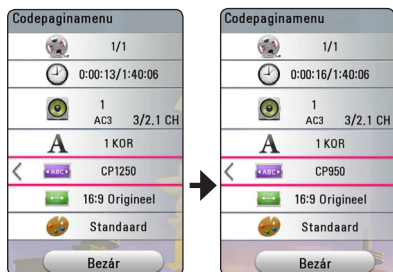 Codepaginamenu
1/1
0:00:13/1:40:06
1
AC3 3/2.1 CH
A 1 KOR
ABC CP1250
16:9 Origineel
Standaard
Bezár
Codepaginamenu
1/1
0:00:16/1:40:06
1
AC3 3/2.1 CH
A 1 KOR
ABC CP950
16:9 Origineel
Standaard
Bezár